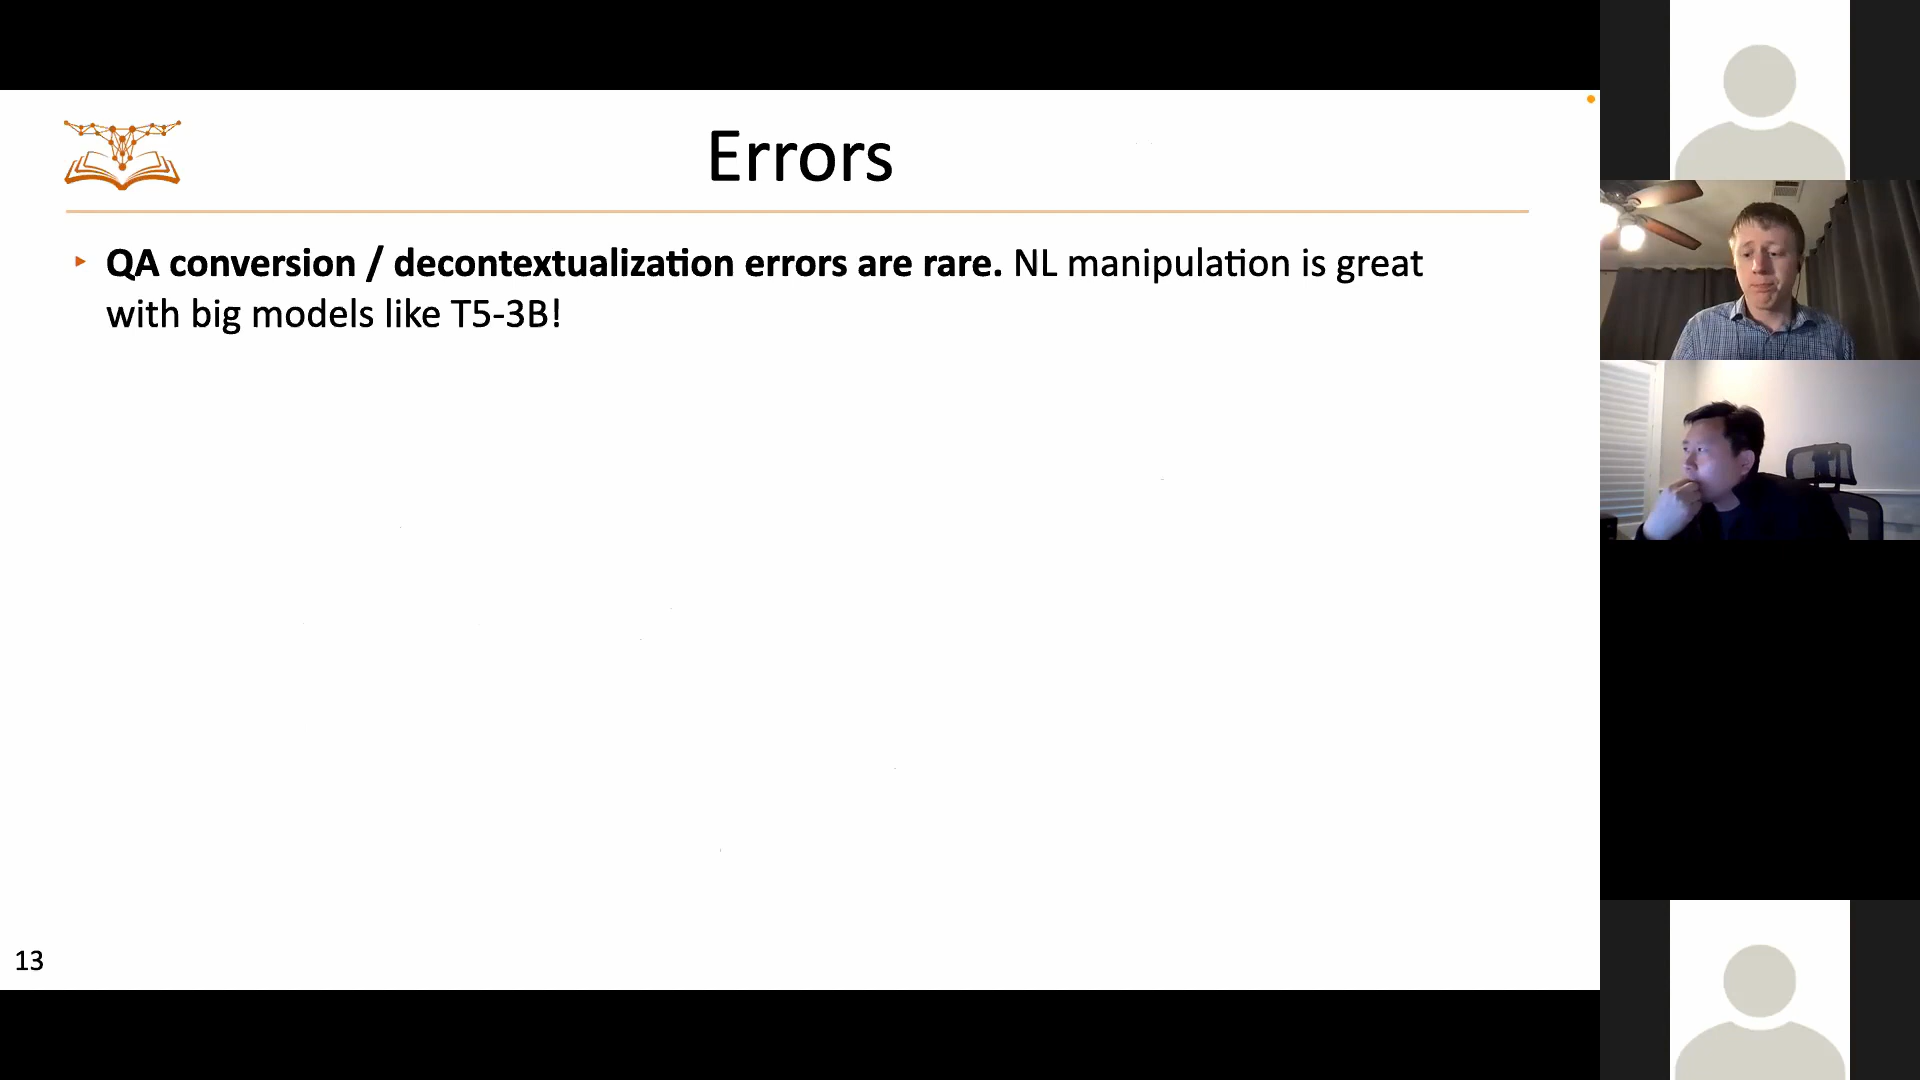 Errors
QA conversion / decontextualization errors are rare. NL manipulation is great
with big models like T5-3B!
13